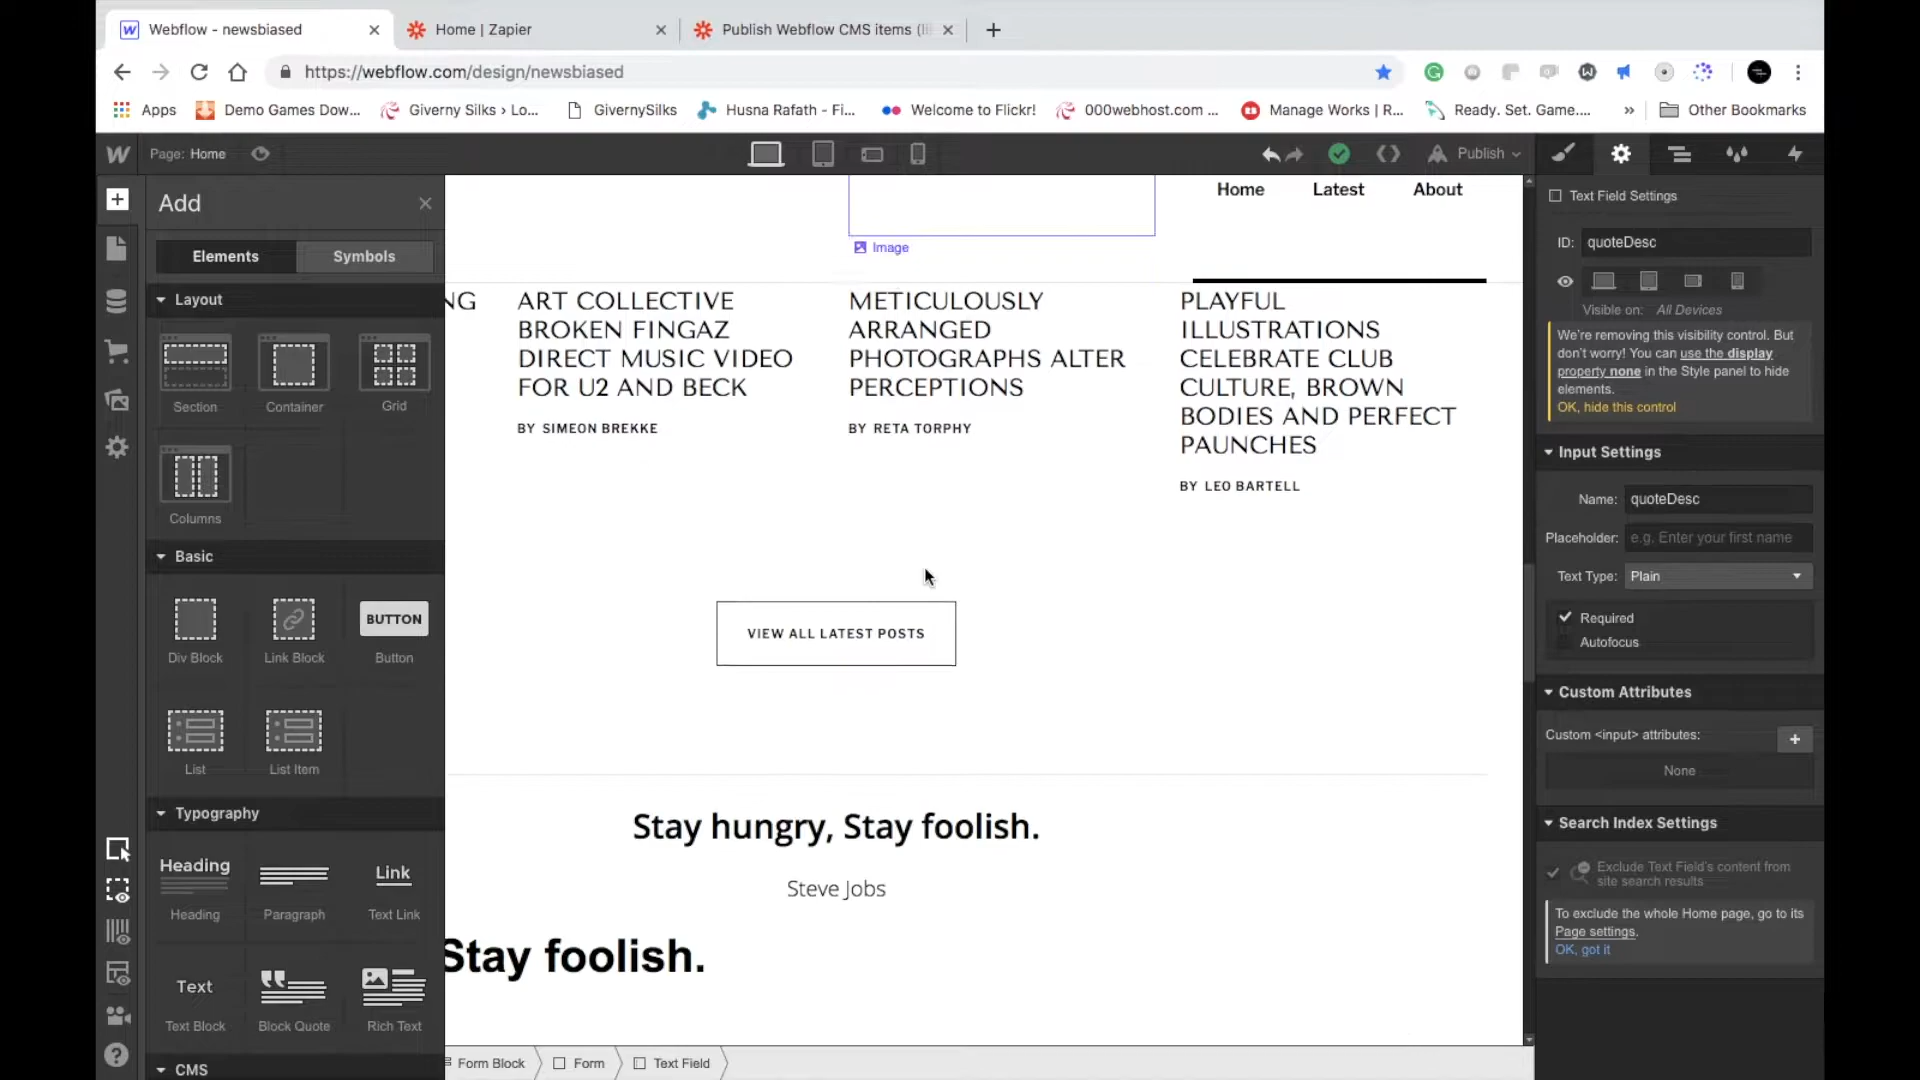 Webflow - newsbiased
Home | Zapier
Publish Webflow CMS items (li
https://webflow.com/design/newsbiased
Apps
Demo Games Dow...
Giverny Silks › Lo...
GivernySilks
Husna Rafath - Fi...
Welcome to Flickr!
000webhost.com ...
Manage Works | R...
Ready. Set. Game....
»
Other Bookmarks
Page: Home
Publish
Add
Elements
Symbols
Layout
Section
Container
Grid
Columns
Basic
Div Block
Link Block
BUTTON
Button
List
List Item
Typography
Heading
Heading
Paragraph
Link
Text Link
Text
Text Block
Block Quote
Rich Text
CMS
Home
Latest
About
Image
NG
ART COLLECTIVE
BROKEN FINGAZ
DIRECT MUSIC VIDEO
FOR U2 AND BECK
BY SIMEON BREKKE
METICULOUSLY
ARRANGED
PHOTOGRAPHS ALTER
PERCEPTIONS
BY RETA TORPHY
PLAYFUL
ILLUSTRATIONS
CELEBRATE CLUB
CULTURE, BROWN
BODIES AND PERFECT
PAUNCHES
BY LEO BARTELL
VIEW ALL LATEST POSTS
Stay hungry, Stay foolish.
Steve Jobs
Stay foolish.
Form Block
Form
Text Field
Text Field Settings
ID: quoteDesc
Visible on: All Devices
We're removing this visibility control. But
don't worry! You can use the display
property none in the Style panel to hide
elements.
OK, hide this control
Input Settings
Name: quoteDesc
Placeholder: e.g. Enter your first name
Text Type: Plain
Required
Autofocus
Custom Attributes
Custom <input> attributes:
+
None
Search Index Settings
Exclude Text Field's content from
site search results
To exclude the whole Home page, go to its
Page settings.
OK, got it